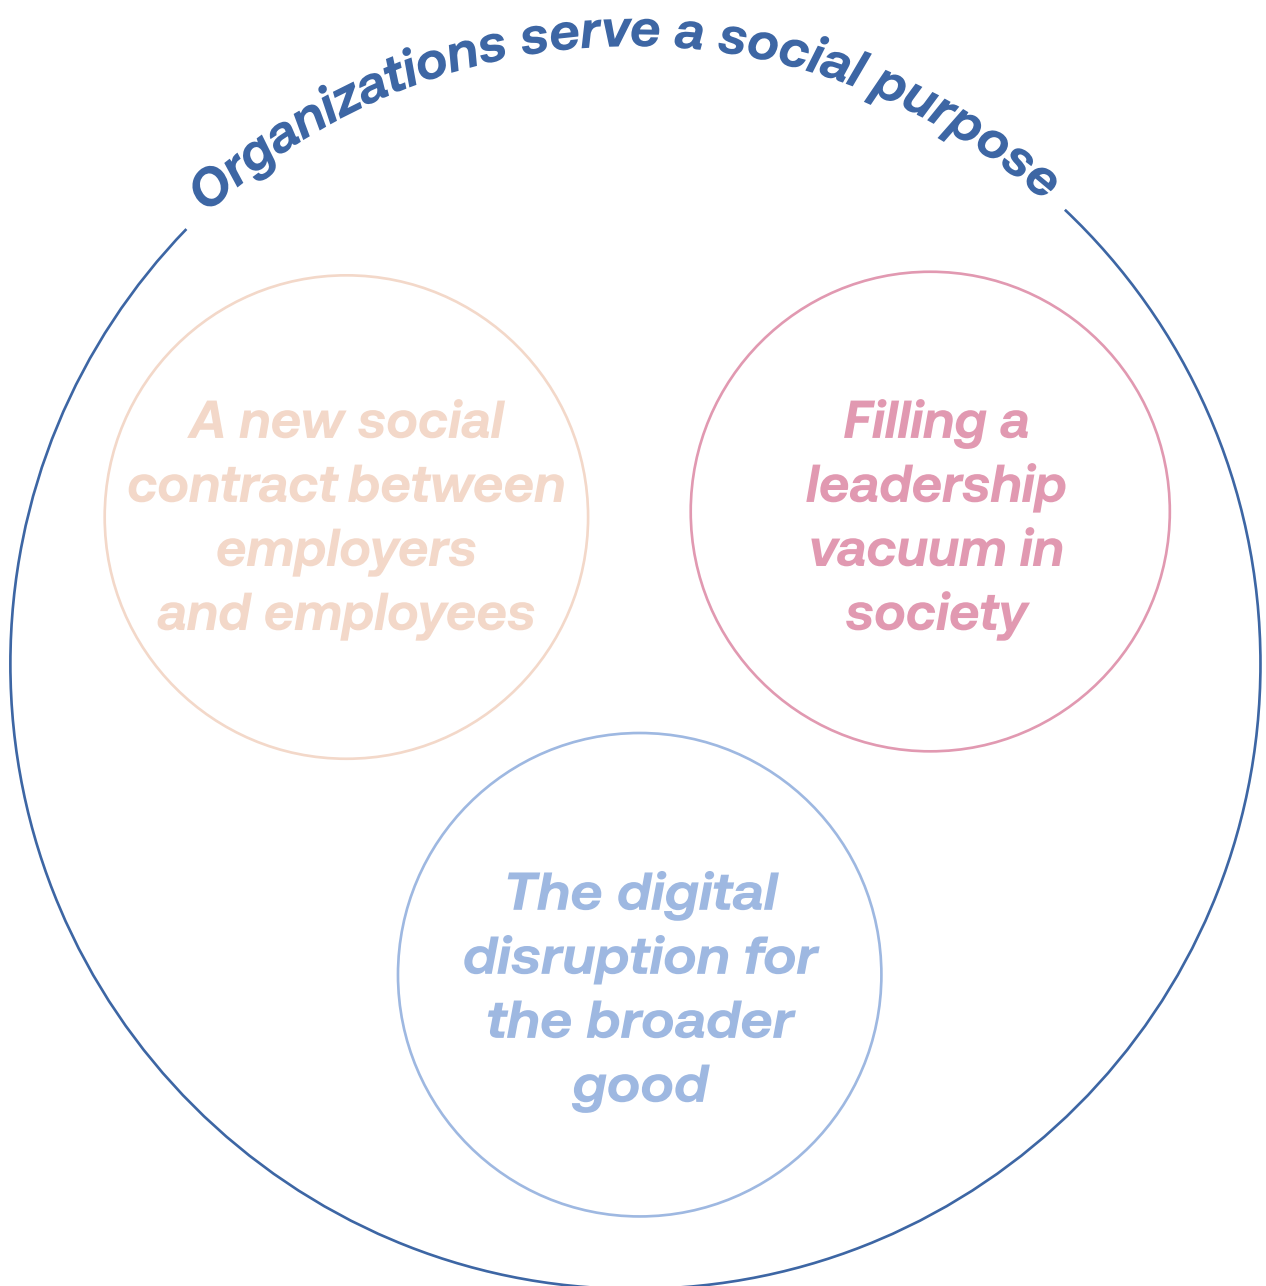 Organizations serve a social purpose
A new social
contract between
employers
and employees
Filling a
leadership
vacuum in
society
The digital
disruption for
the broader
good